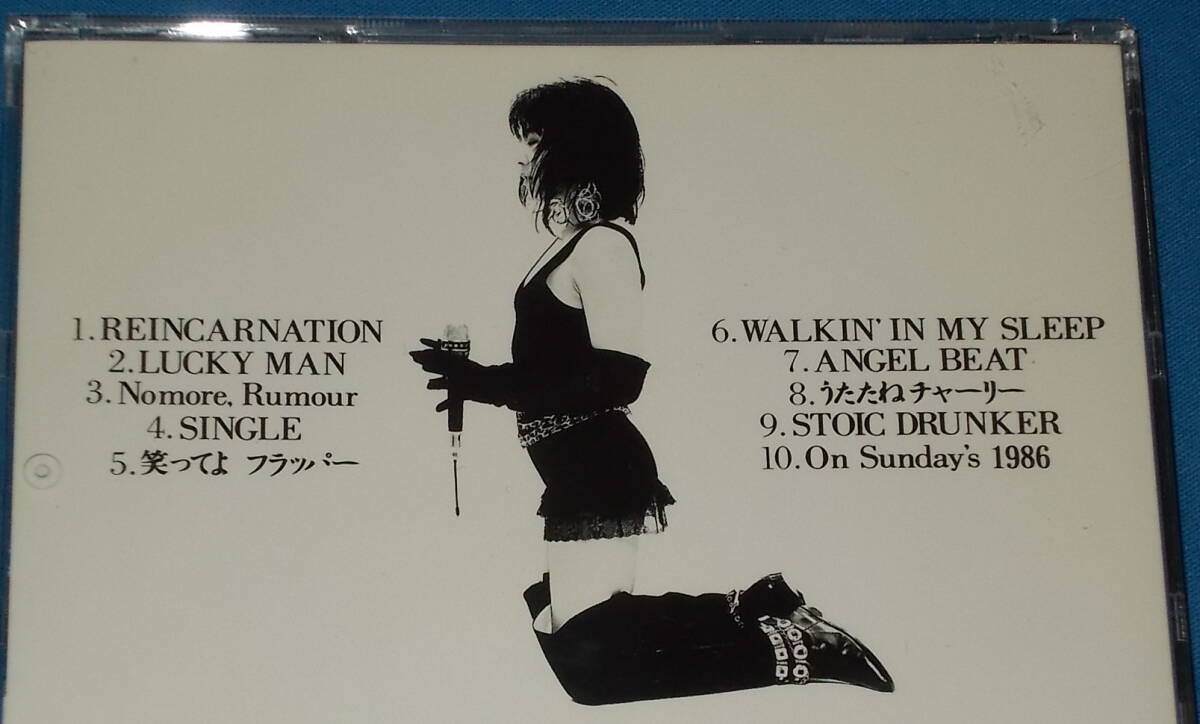 1.REINCARNATION
2.LUCKY MAN
3.Nomore, Rumour
4.SINGLE
5.笑ってよ フラッパー
6.WALKIN' IN MY SLEEP
7.ANGEL BEAT
8.うたたねチャーリー
9.STOIC DRUNKER
10.On Sunday's 1986